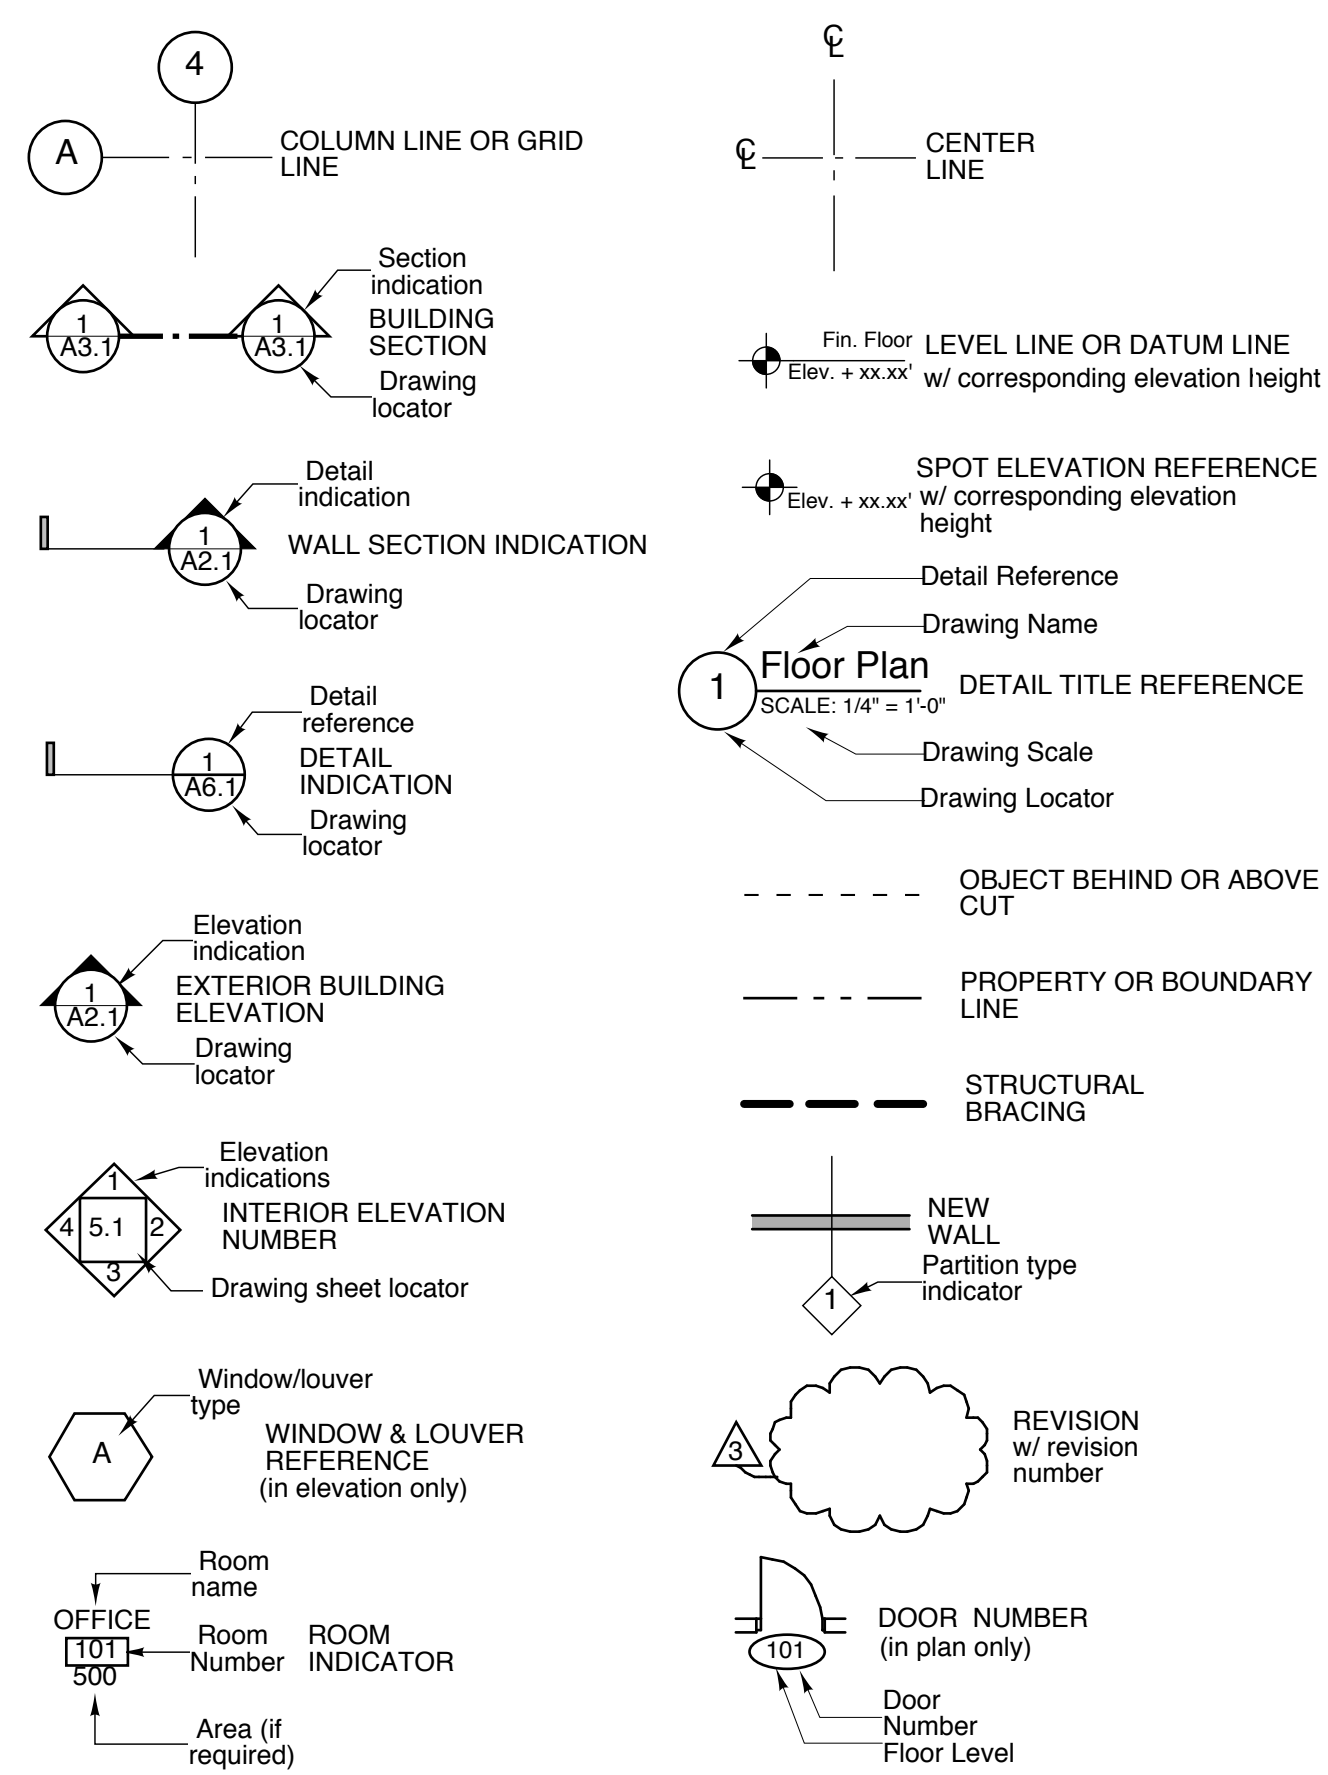 4
A
COLUMN LINE OR GRID
LINE
Section
indication
1
A3.1
1
A3.1
BUILDING
SECTION
Drawing
locator
Detail
indication
1
A2.1
WALL SECTION INDICATION
Drawing
locator
Detail
reference
1
A6.1
DETAIL
INDICATION
Drawing
locator
Elevation
indication
1
A2.1
EXTERIOR BUILDING
ELEVATION
Drawing
locator
Elevation
indications
1
4 5.1 2
3
INTERIOR ELEVATION
NUMBER
Drawing sheet locator
Window/louver
type
A
WINDOW & LOUVER
REFERENCE
(in elevation only)
Room
name
OFFICE
101
500
Room
Number
ROOM
INDICATOR
Area (if
required)
℄
℄
CENTER
LINE
Fin. Floor
Elev. + xx.xx'
LEVEL LINE OR DATUM LINE
w/ corresponding elevation height
Elev. + xx.xx'
SPOT ELEVATION REFERENCE
w/ corresponding elevation
height
Detail Reference
Drawing Name
1
Floor Plan
SCALE: 1/4" = 1'-0"
DETAIL TITLE REFERENCE
Drawing Scale
Drawing Locator
OBJECT BEHIND OR ABOVE
CUT
PROPERTY OR BOUNDARY
LINE
STRUCTURAL
BRACING
NEW
WALL
Partition type
indicator
1
3
REVISION
w/ revision
number
101
DOOR NUMBER
(in plan only)
Door
Number
Floor Level